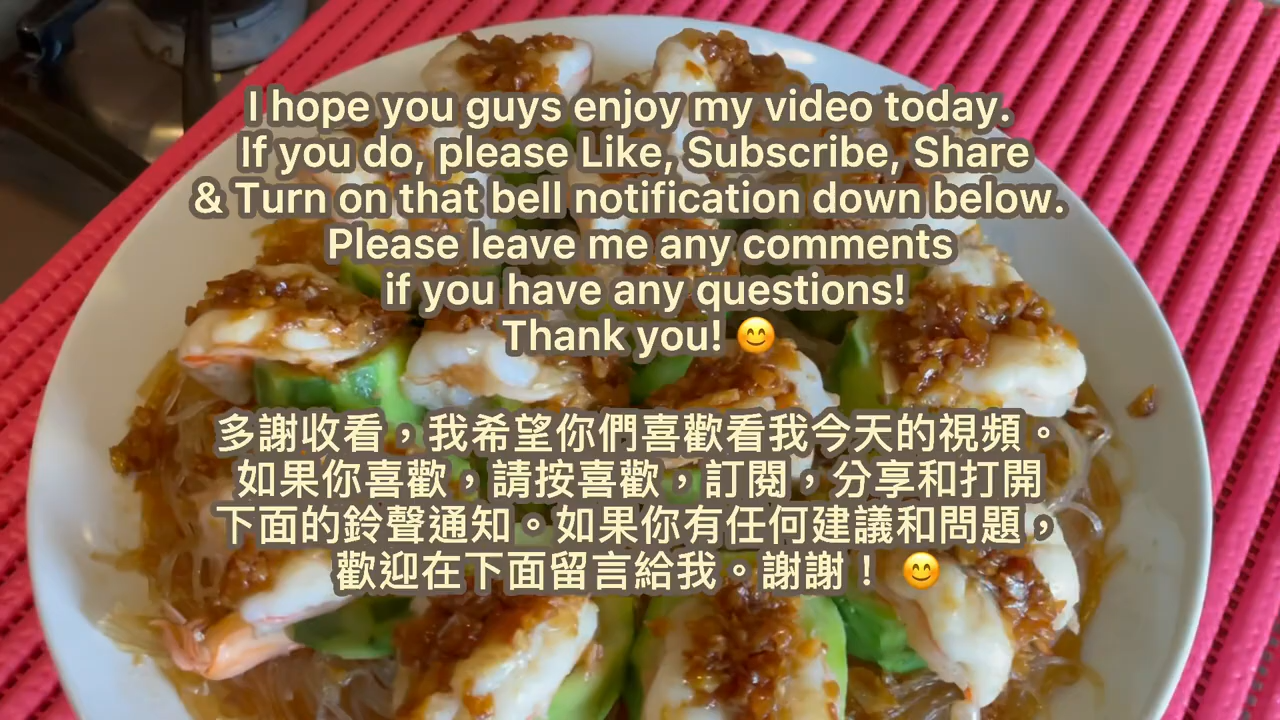 I hope you guys enjoy my video today.
If you do, please Like, Subscribe, Share
& Turn on that bell notification down below.
Please leave me any comments
if you have any questions!
Thank you! 😊
多謝收看，我希望你們喜歡看我今天的視頻。
如果你喜歡，請按喜歡，訂閱，分享和打開
下面的鈴聲通知。如果你有任何建議和問題，
歡迎在下面留言給我。謝謝！ 😊